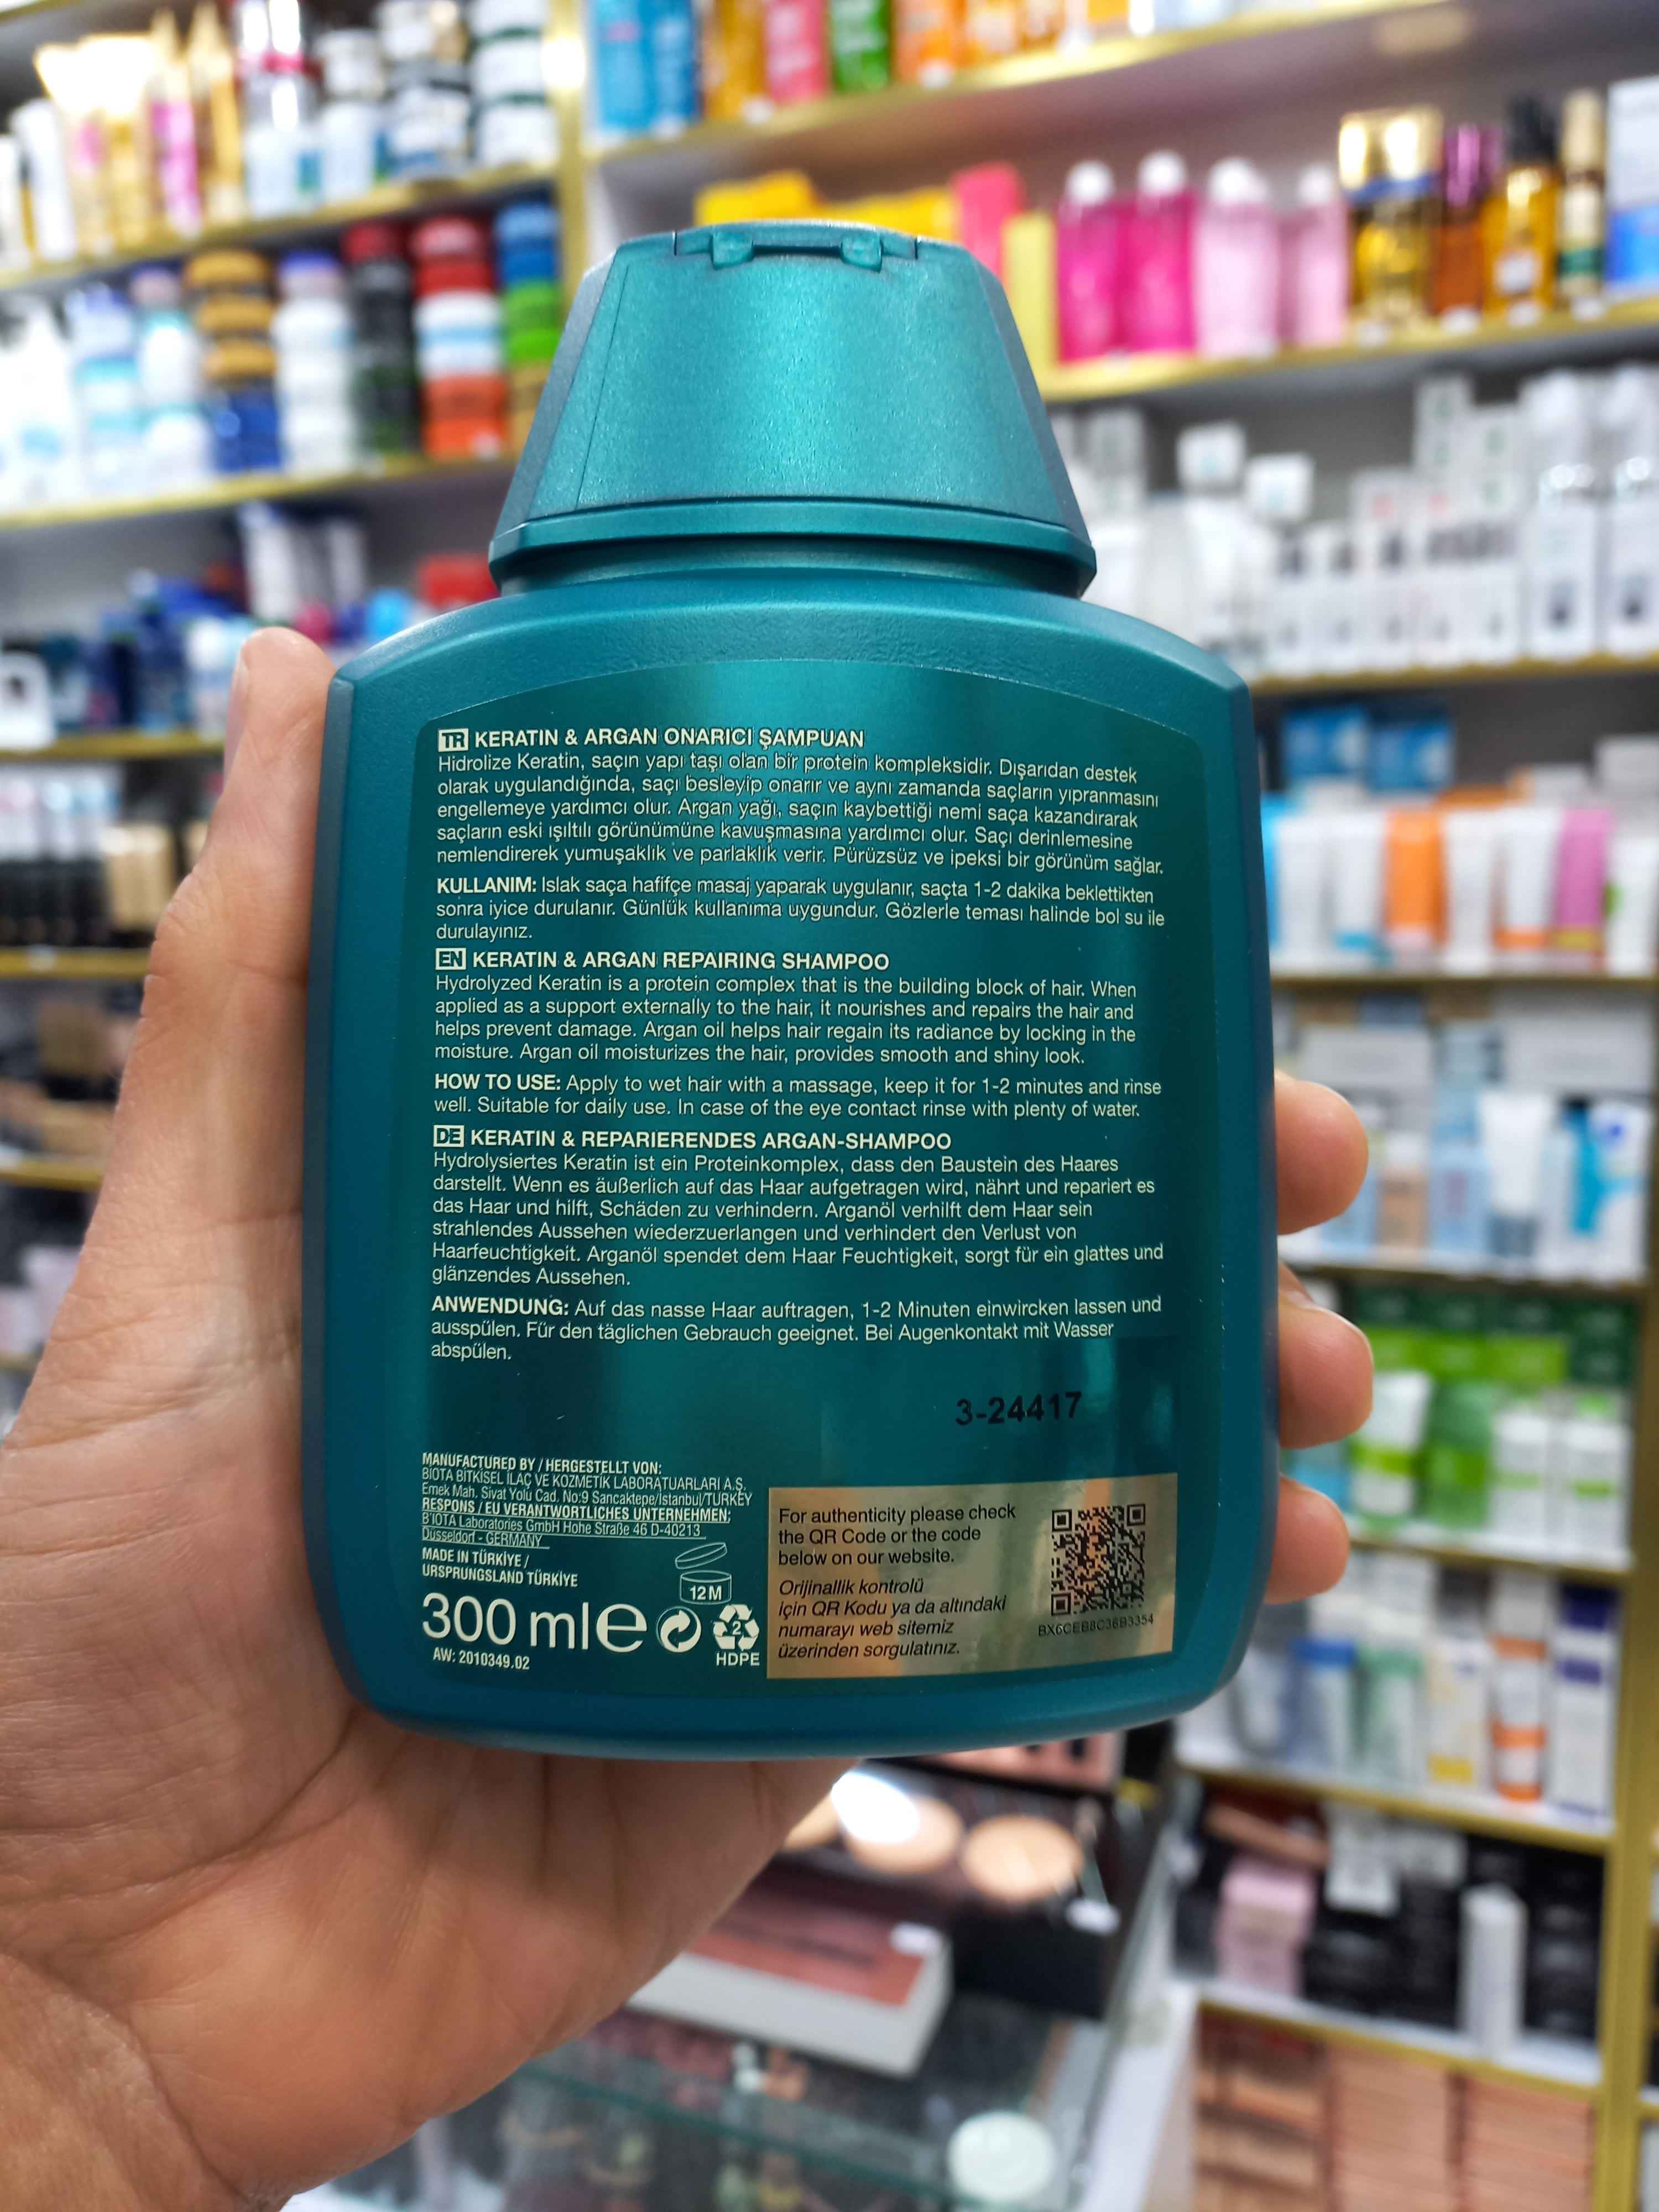 TR KERATIN & ARGAN ONARICI ŞAMPUAN
Hidrolize Keratin, saçın yapı taşı olan bir protein kompleksidir. Dışarıdan destek
olarak uygulandığında, saçı besleyip onarır ve aynı zamanda saçların yıpranmasını
engellemeye yardımcı olur. Argan yağı, saçın kaybettiği nemi saça kazandırarak
saçların eski ışıltılı görünümüne kavuşmasına yardımcı olur. Saçı derinlemesine
nemlendirerek yumuşaklık ve parlaklık verir. Pürüzsüz ve ipeksi bir görünüm sağlar.
KULLANIM: Islak saça hafifçe masaj yaparak uygulanır, saçta 1-2 dakika beklettikten
sonra iyice durulanır. Günlük kullanıma uygundur. Gözlerle teması halinde bol su ile
durulayınız.
EN KERATIN & ARGAN REPAIRING SHAMPOO
Hydrolyzed Keratin is a protein complex that is the building block of hair. When
applied as a support externally to the hair, it nourishes and repairs the hair and
helps prevent damage. Argan oil helps hair regain its radiance by locking in the
moisture. Argan oil moisturizes the hair, provides smooth and shiny look.
HOW TO USE: Apply to wet hair with a massage, keep it for 1-2 minutes and rinse
well. Suitable for daily use. In case of the eye contact rinse with plenty of water.
DE KERATIN & REPARIERENDES ARGAN-SHAMPOO
Hydrolysiertes Keratin ist ein Proteinkomplex, dass den Baustein des Haares
darstellt. Wenn es äußerlich auf das Haar aufgetragen wird, nährt und repariert es
das Haar und hilft, Schäden zu verhindern. Arganöl verhilft dem Haar sein
strahlendes Aussehen wiederzuerlangen und verhindert den Verlust von
Haarfeuchtigkeit. Arganöl spendet dem Haar Feuchtigkeit, sorgt für ein glattes und
glänzendes Aussehen.
ANWENDUNG: Auf das nasse Haar auftragen, 1-2 Minuten einwircken lassen und
ausspülen. Für den täglichen Gebrauch geeignet. Bei Augenkontakt mit Wasser
abspülen.
3-24417
MANUFACTURED BY / HERGESTELLT VON:
BİOTA BİTKİSEL İLAÇ VE KOZMETİK LABORATUARLARI A.Ş.
Emek Mah. Sivat Yolu Cad. No:9 Sancaktepe/İstanbul/TURKEY
RESPONS / EU VERANTWORTLICHES UNTERNEHMEN:
B'IOTA Laboratories GmbH Hohe Straße 46 D-40213
Düsseldorf - GERMANY
MADE IN TÜRKİYE /
URSPRUNGSLAND TÜRKİYE
12 M
300 ml e
2
HDPE
AW: 2010349.02
For authenticity please check
the QR Code or the code
below on our website.
Orijinallik kontrolü
için QR Kodu ya da altındaki
numarayı web sitemiz
üzerinden sorgulatınız.
BX6CEB8C36B3354